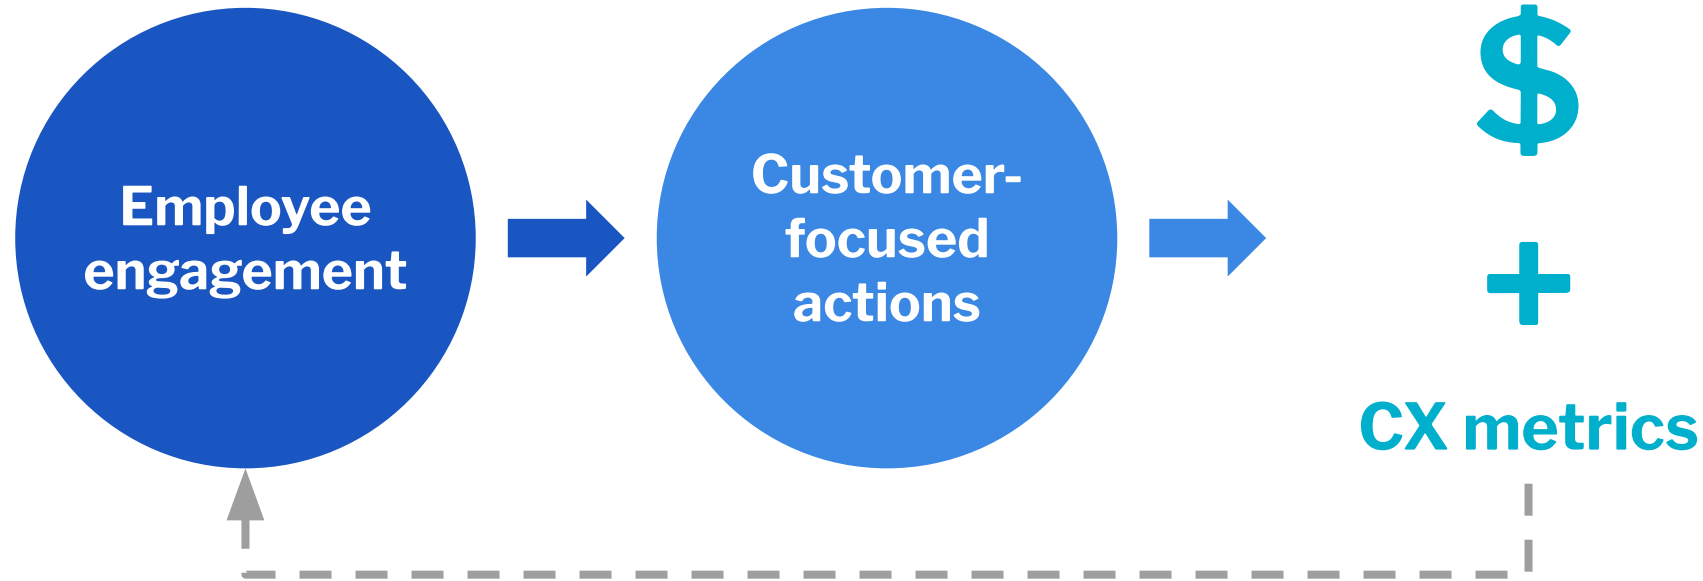 Employee
engagement
Customer-
focused
actions
$
+
CX metrics